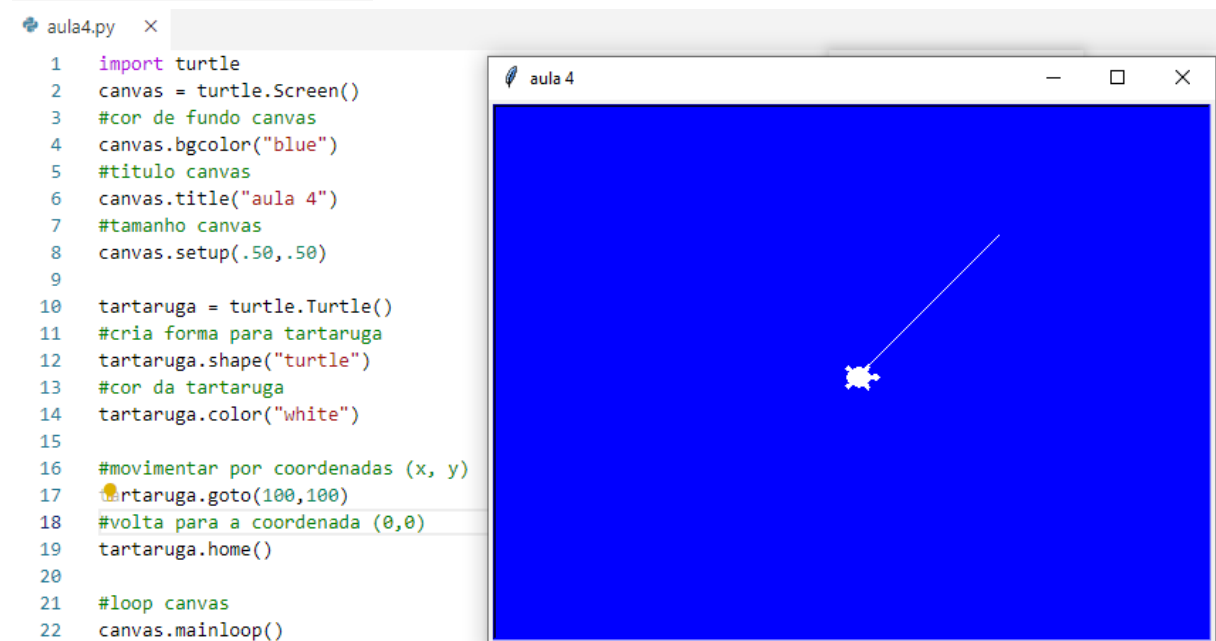 aula4.py
1 import turtle
2 canvas = turtle.Screen()
3 #cor de fundo canvas
4 canvas.bgcolor("blue")
5 #titulo canvas
6 canvas.title("aula 4")
7 #tamanho canvas
8 canvas.setup(.50,.50)
9
10 tartaruga = turtle.Turtle()
11 #cria forma para tartaruga
12 tartaruga.shape("turtle")
13 #cor da tartaruga
14 tartaruga.color("white")
15
16 #movimentar por coordenadas (x, y)
17 rtaruga.goto(100,100)
18 #volta para a coordenada (0,0)
19 tartaruga.home()
20
21 #loop canvas
22 canvas.mainloop()
aula 4